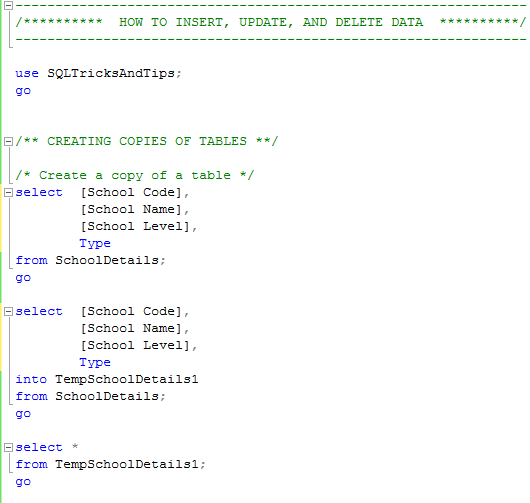 --------------------------------------------------------------------
/********** HOW TO INSERT, UPDATE, AND DELETE DATA **********/
--------------------------------------------------------------------
use SQLTricksAndTips;
go
/** CREATING COPIES OF TABLES **/
/* Create a copy of a table */
select [School Code],
[School Name],
[School Level],
Type
from SchoolDetails;
go
select [School Code],
[School Name],
[School Level],
Type
into TempSchoolDetails1
from SchoolDetails;
go
select *
from TempSchoolDetails1;
go